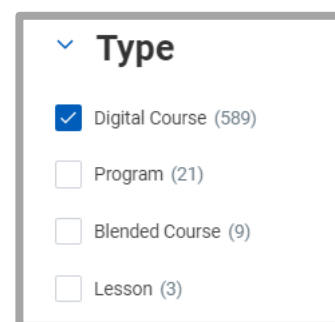 Type
Digital Course (589)
Program (21)
Blended Course (9)
Lesson (3)